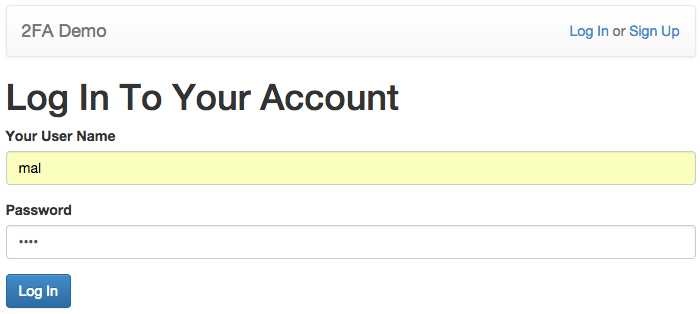 2FA Demo Log In or Sign Up
Log In To Your Account
Your User Name
mal
Password
••••
Log In